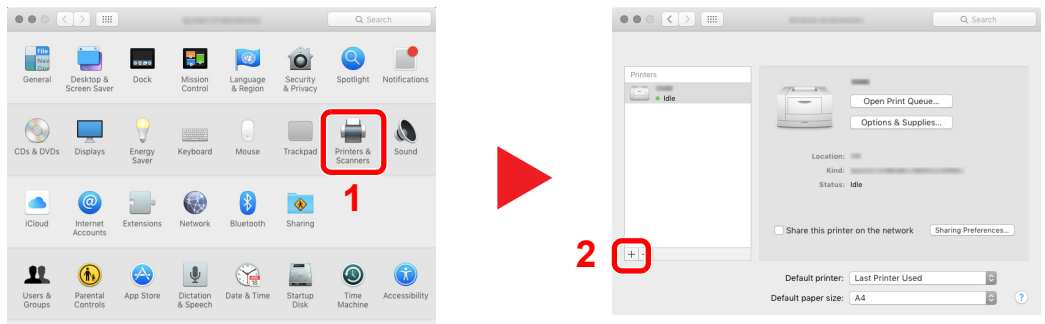 Search
File
Nav
Opt
General
Desktop &
Screen Saver
Dock
Mission
Control
Language
& Region
Security
& Privacy
Spotlight
Notifications
CDs & DVDs
Displays
Energy
Saver
Keyboard
Mouse
Trackpad
Printers &
Scanners
Sound
1
iCloud
Internet
Accounts
Extensions
Network
Bluetooth
Sharing
Users &
Groups
Parental
Controls
App Store
Dictation
& Speech
Date & Time
Startup
Disk
Time
Machine
Accessibility
Search
Printers
Idle
Open Print Queue...
Options & Supplies...
Location:
Kind:
Status: Idle
Share this printer on the network
Sharing Preferences...
2
+ -
Default printer: Last Printer Used
Default paper size: A4
?